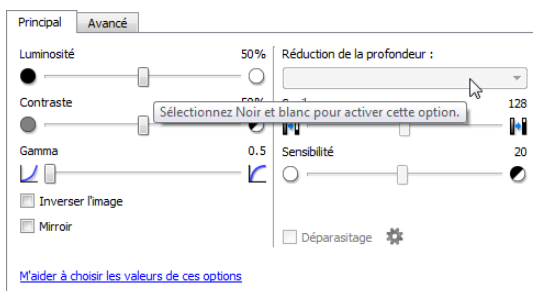 Principal
Avancé
Luminosité 50%
Contraste
Gamma 0.5
Inverser l'image
Mirroir
Réduction de la profondeur :
Sélectionnez Noir et blanc pour activer cette option.
128
Sensibilité 20
Déparasitage
M'aider à choisir les valeurs de ces options